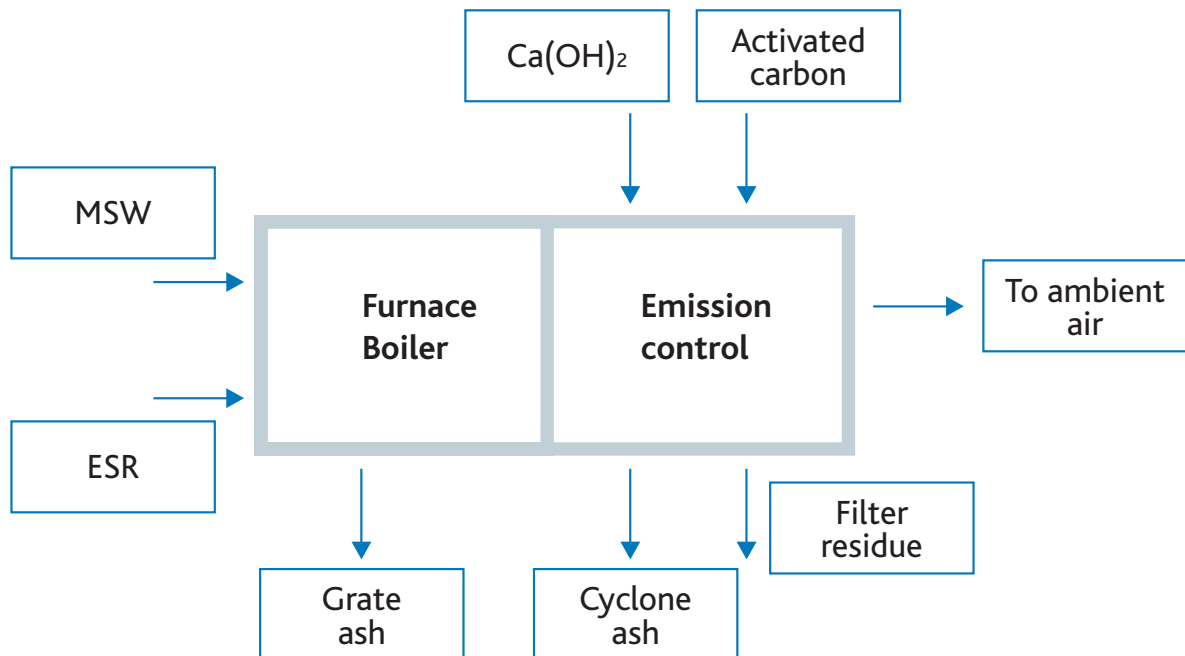 Ca(OH)₂
Activated
carbon
MSW
Furnace
Boiler
Emission
control
To ambient
air
ESR
Filter
residue
Grate
ash
Cyclone
ash